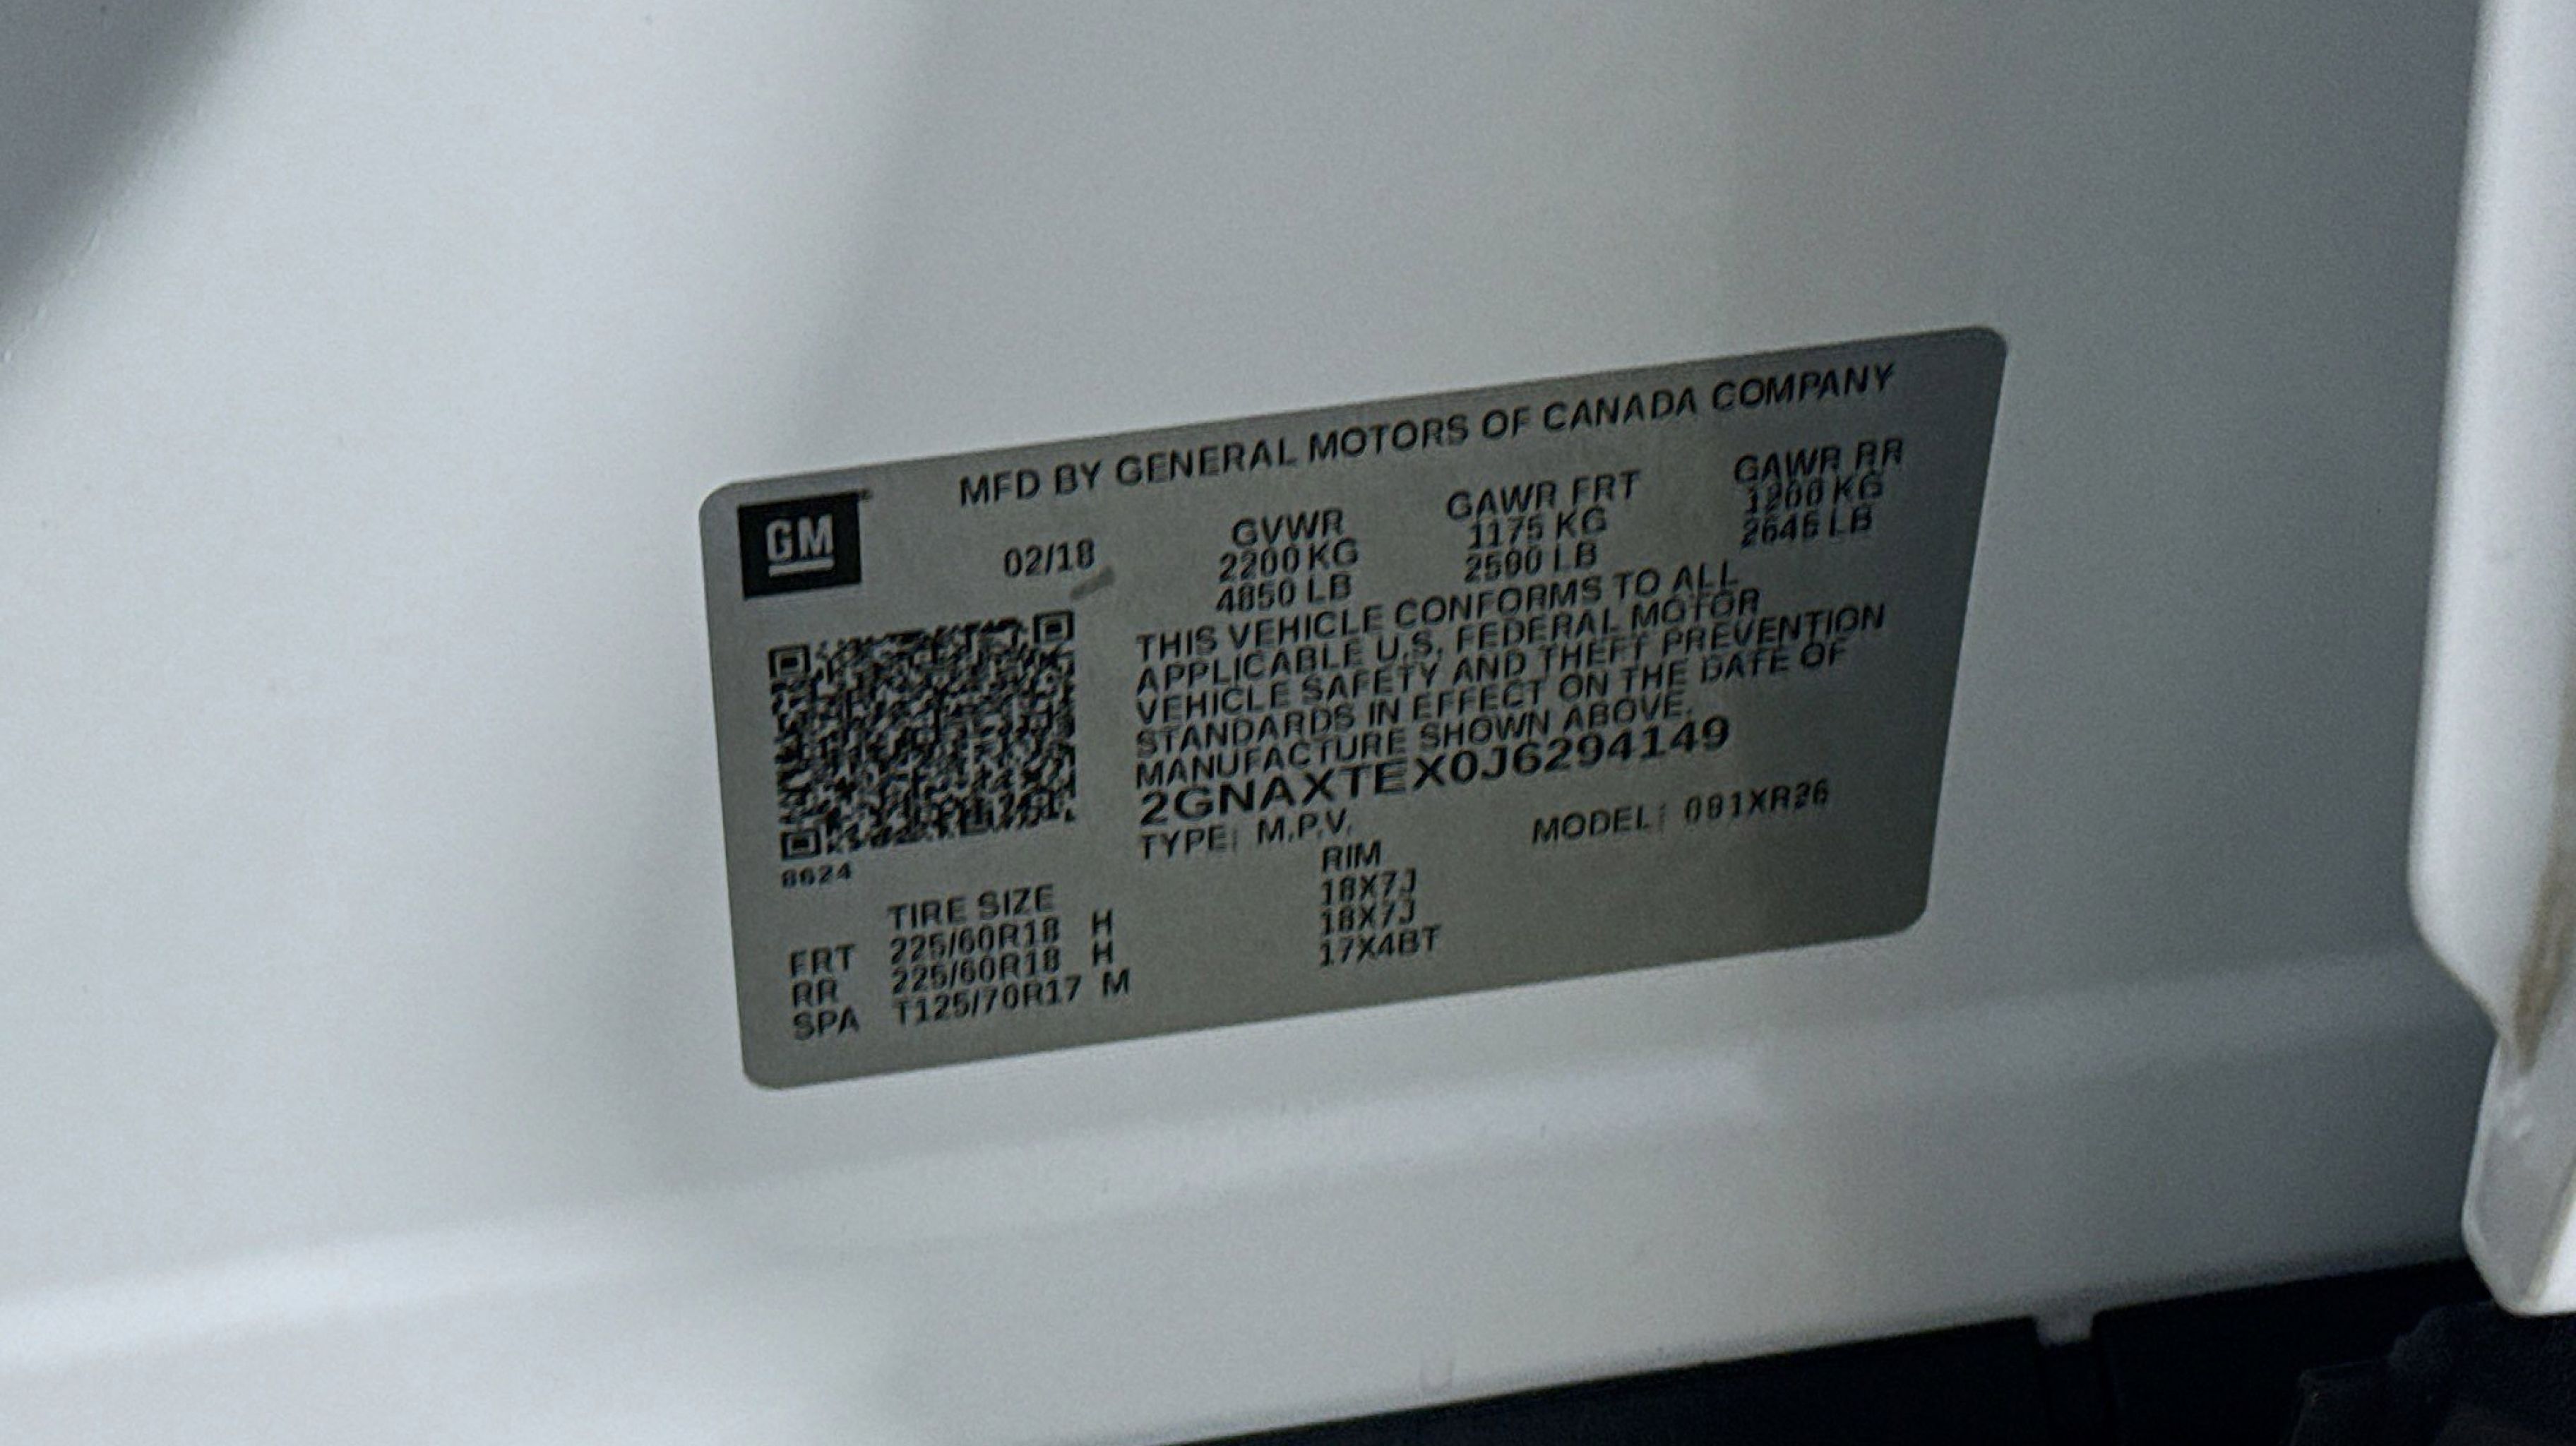 MFD BY GENERAL MOTORS OF CANADA COMPANY
GM
02/18
GVWR
2200 KG
4850 LB
GAWR FRT
1175 KG
2590 LB
GAWR RR
1200 KG
2646 LB
THIS VEHICLE CONFORMS TO ALL
APPLICABLE U.S. FEDERAL MOTOR
VEHICLE SAFETY AND THEFT PREVENTION
STANDARDS IN EFFECT ON THE DATE OF
MANUFACTURE SHOWN ABOVE.
2GNAXTEX0J6294149
TYPE: M.P.V.
MODEL: 
8624
TIRE SIZE
RIM
FRT 225/60R18 H 18X7J
RR 225/60R18 H 18X7J
SPA T125/70R17 M 17X4BT